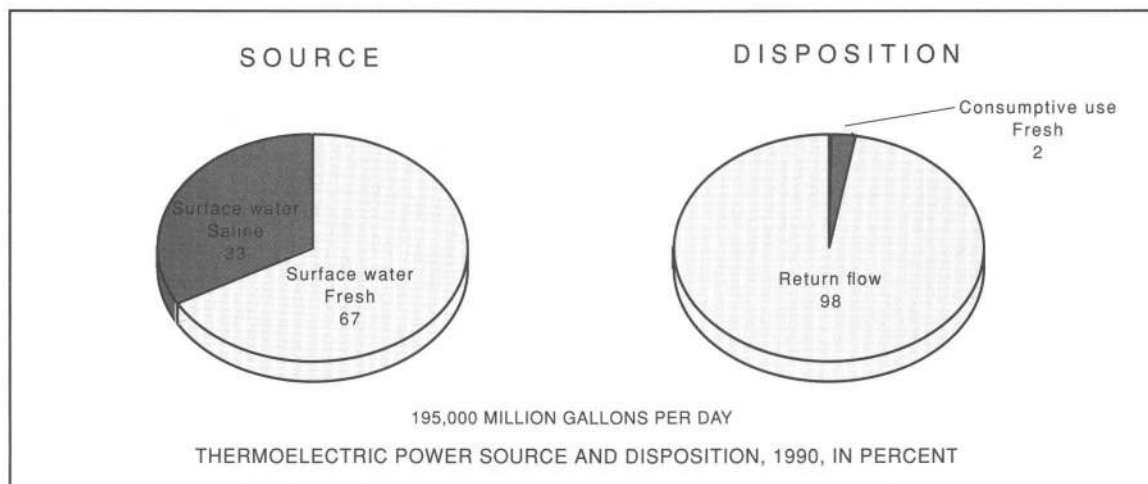 SOURCE
Surface water
Saline
33
Surface water
Fresh
67
DISPOSITION
Consumptive use
Fresh
2
Return flow
98
195,000 MILLION GALLONS PER DAY
THERMOELECTRIC POWER SOURCE AND DISPOSITION, 1990, IN PERCENT